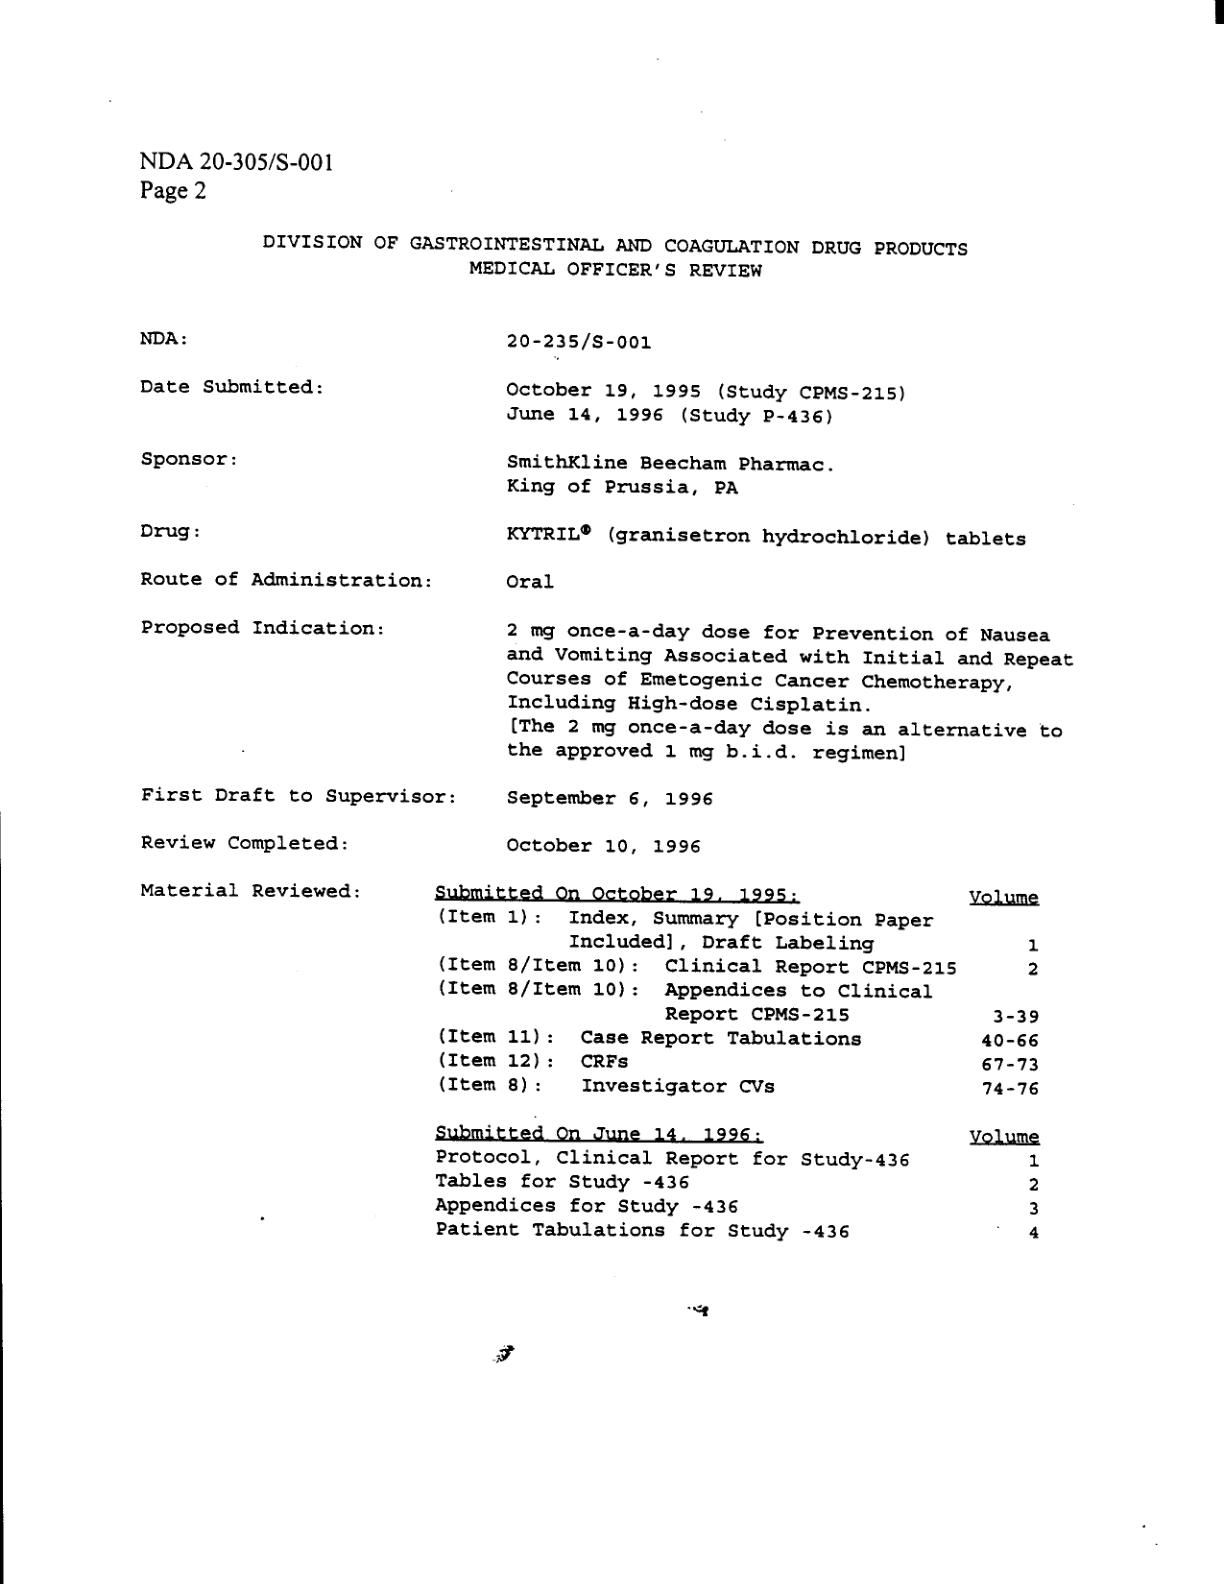 NDA 20-305/S-001
Page 2
DIVISION OF GASTROINTESTINAL AND COAGULATION DRUG PRODUCTS
MEDICAL OFFICER'S REVIEW
NDA: 20-235/S-001
Date Submitted: October 19, 1995 (Study CPMS-215)
June 14, 1996 (Study P-436)
Sponsor: SmithKline Beecham Pharmac.
King of Prussia, PA
Drug: KYTRIL® (granisetron hydrochloride) tablets
Route of Administration: Oral
Proposed Indication: 2 mg once-a-day dose for Prevention of Nausea
and Vomiting Associated with Initial and Repeat
Courses of Emetogenic Cancer Chemotherapy,
Including High-dose Cisplatin.
[The 2 mg once-a-day dose is an alternative to
the approved 1 mg b.i.d. regimen]
First Draft to Supervisor: September 6, 1996
Review Completed: October 10, 1996
Material Reviewed: Submitted On October 19, 1995: Volume
(Item 1): Index, Summary [Position Paper
Included], Draft Labeling 1
(Item 8/Item 10): Clinical Report CPMS-215 2
(Item 8/Item 10): Appendices to Clinical
Report CPMS-215 3-39
(Item 11): Case Report Tabulations 40-66
(Item 12): CRFs 67-73
(Item 8): Investigator CVs 74-76
Submitted On June 14, 1996: Volume
Protocol, Clinical Report for Study-436 1
Tables for Study -436 2
Appendices for Study -436 3
Patient Tabulations for Study -436 4